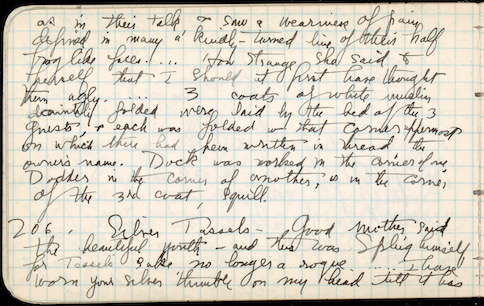 as in their talk & saw a weariness of pain
defined in many a kindly-turned line of their half
frog like faces.... How strange she said to
herself that I should at first have thought
them ugly. .... 3 coats of white muslin
daintily folded were laid by the bed of the 3
guests & each was folded so that corner uppermost
on which there had been written in thread the
owner's name. Dock was worked in the corner of one,
Dodder in the corner of another, & in the corner
of the 3rd coat, Squill.
206. Silver Tassels - Good mother, said
the beautiful youth - and this was Sprig himself,
for Tassels' sake no longer a rogue .... I have
worn your silver thimble on my head till it has